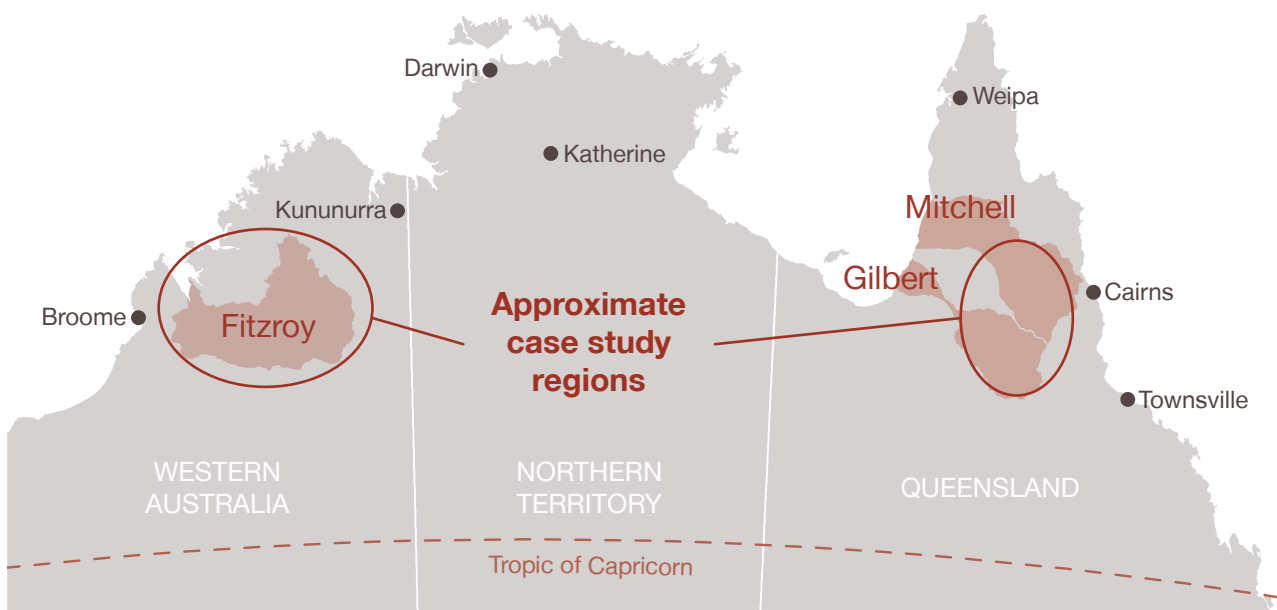 Darwin
Weipa
Katherine
Mitchell
Kununurra
Gilbert
Cairns
Broome
Fitzroy
Approximate
case study
regions
Townsville
WESTERN
AUSTRALIA
NORTHERN
TERRITORY
QUEENSLAND
Tropic of Capricorn